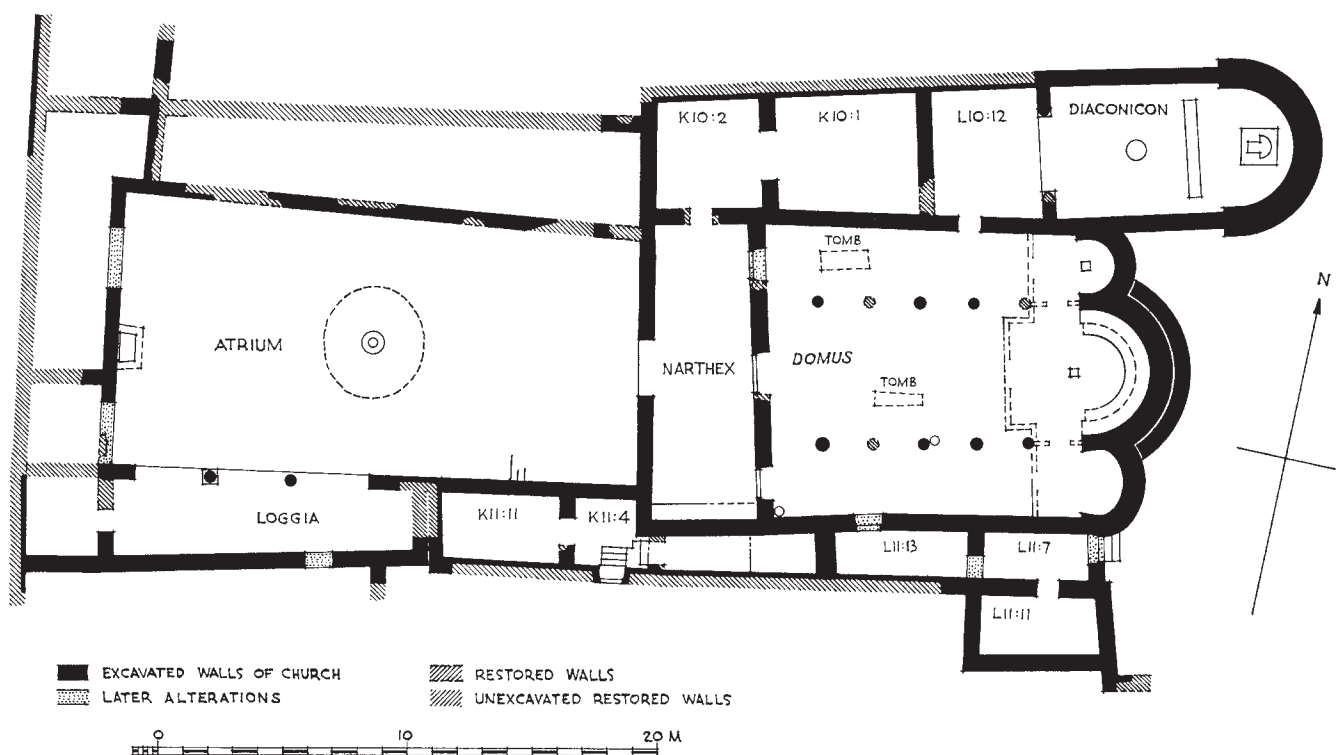 K10:2
K10:1
L10:12
DIACONICON
N
TOMB
ATRIUM
NARTHEX
DOMUS
TOMB
LOGGIA
K11:11
K11:4
L11:13
L11:7
L11:11
EXCAVATED WALLS OF CHURCH
LATER ALTERATIONS
RESTORED WALLS
UNEXCAVATED RESTORED WALLS
0 10 20 M